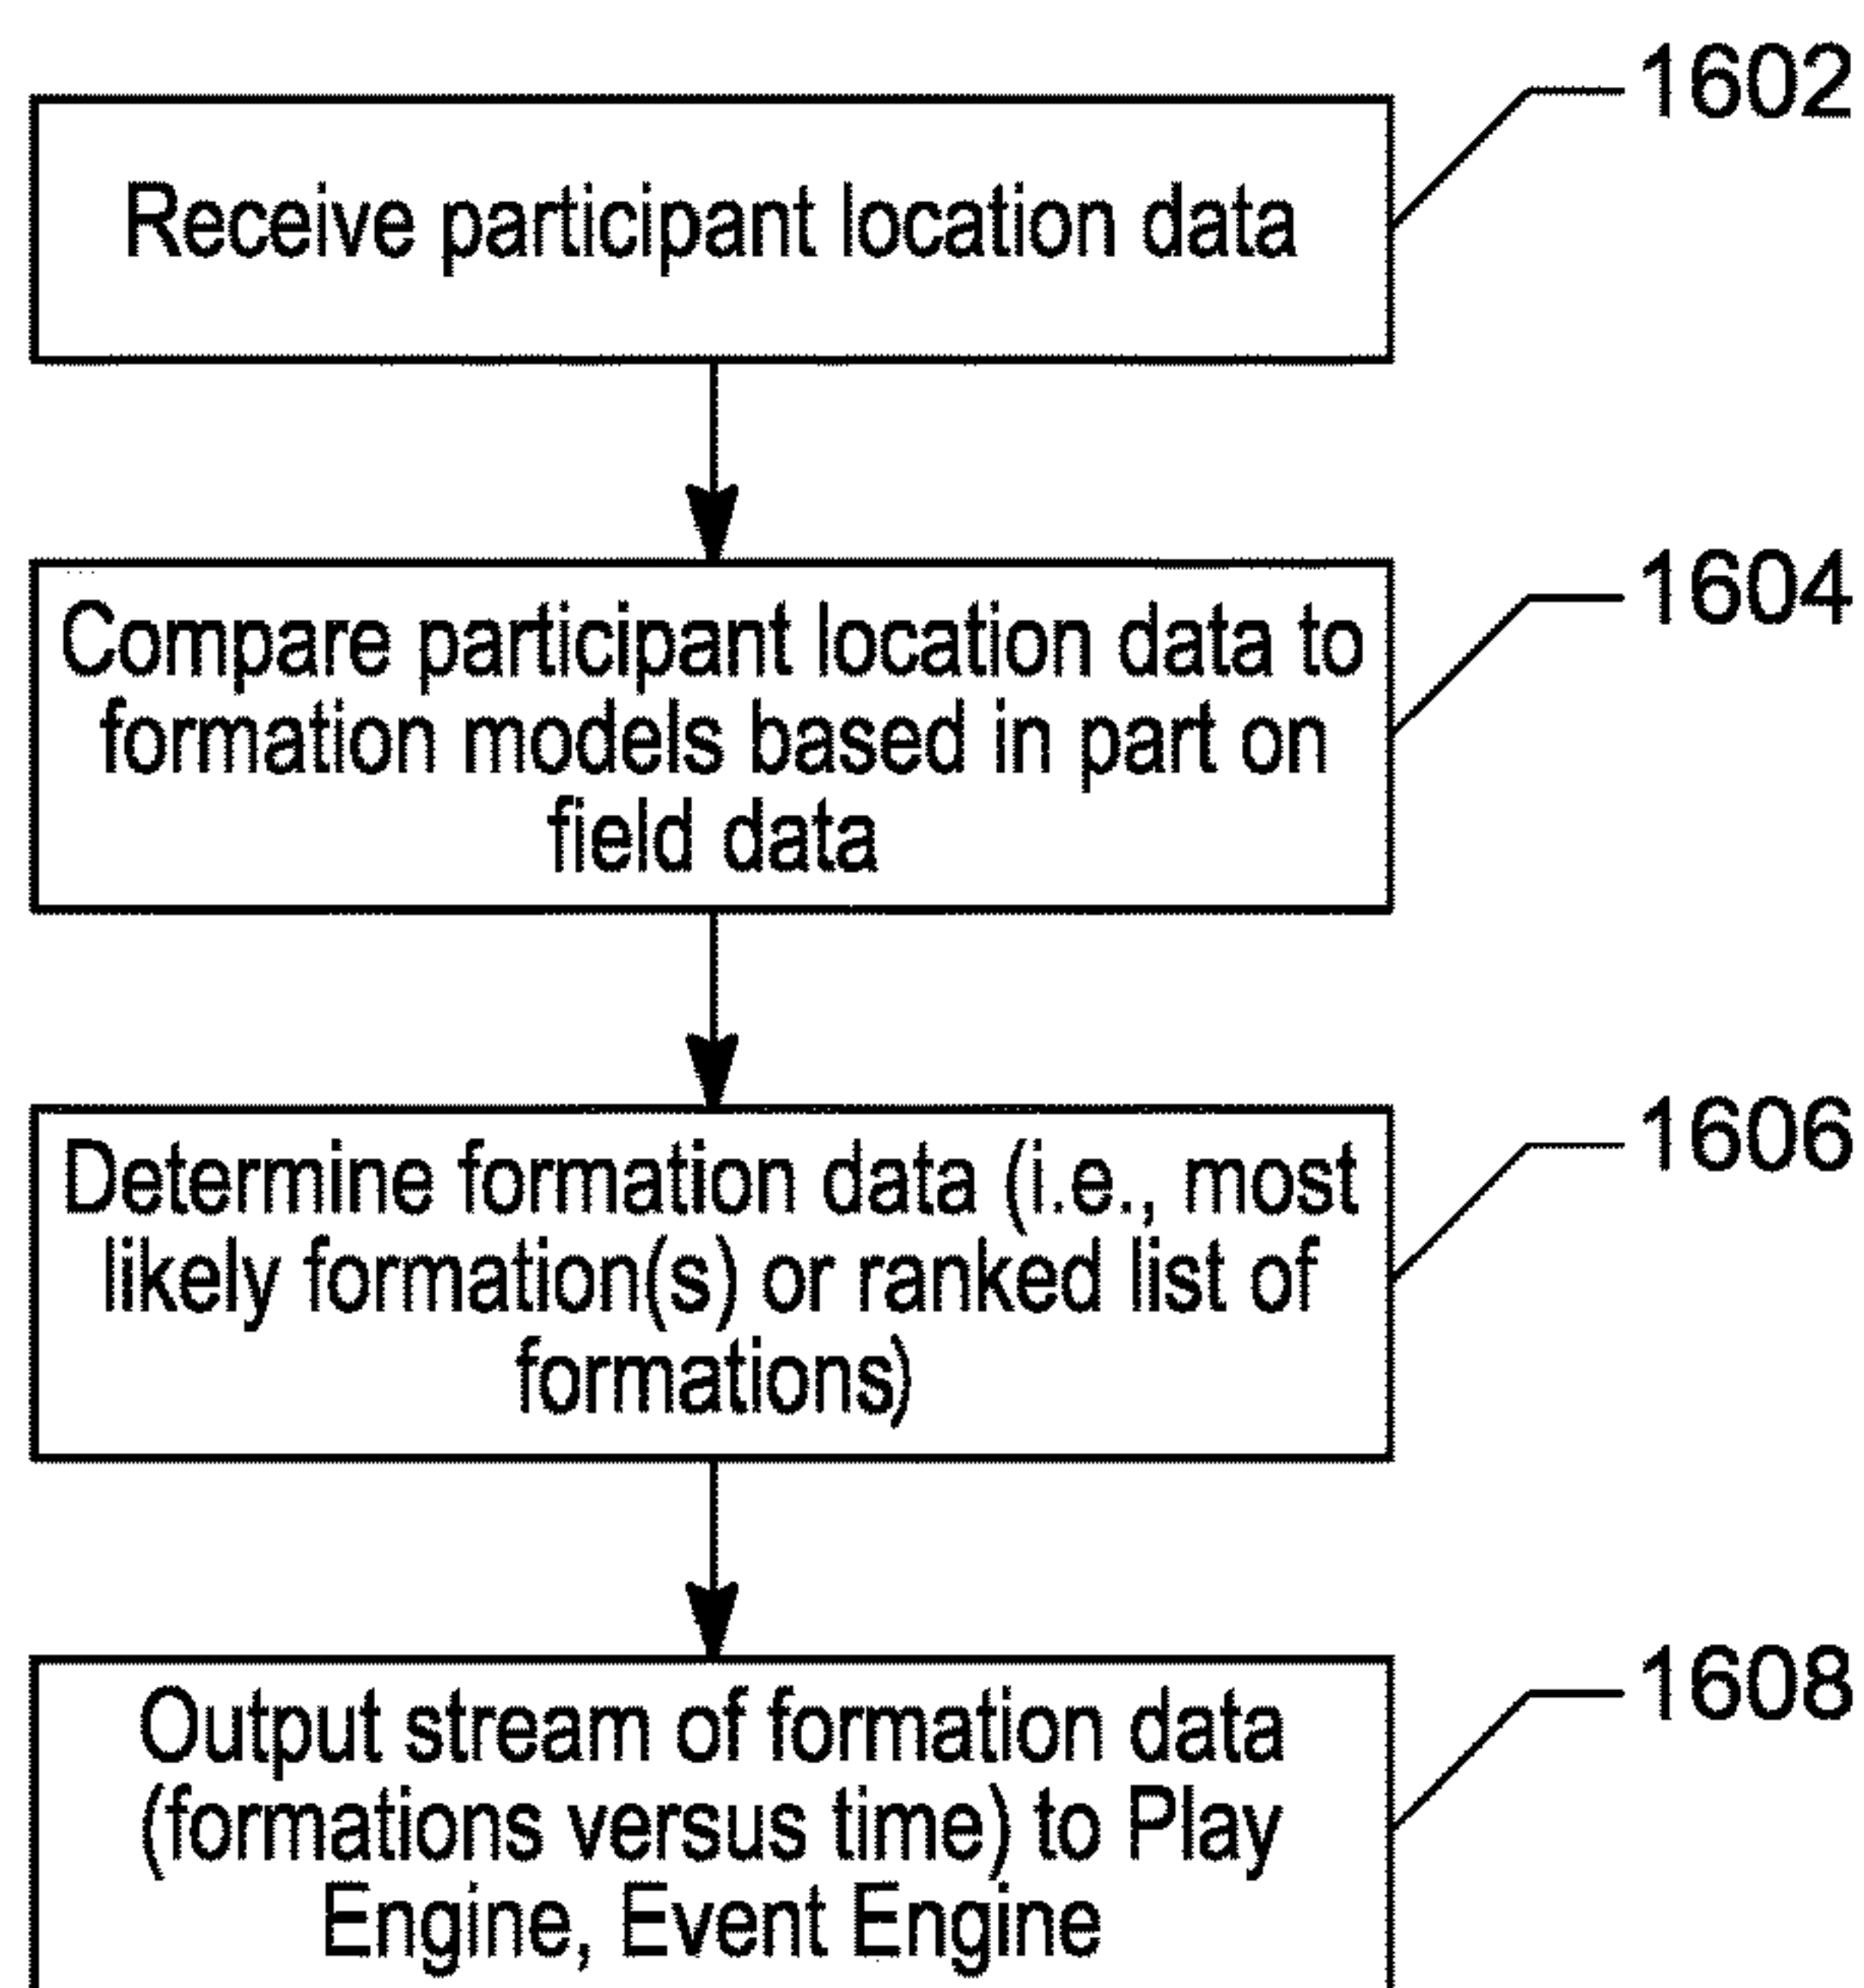 1602
Receive participant location data
1604
Compare participant location data to
formation models based in part on
field data
1606
Determine formation data (i.e., most
likely formation(s) or ranked list of
formations)
1608
Output stream of formation data
(formations versus time) to Play
Engine, Event Engine